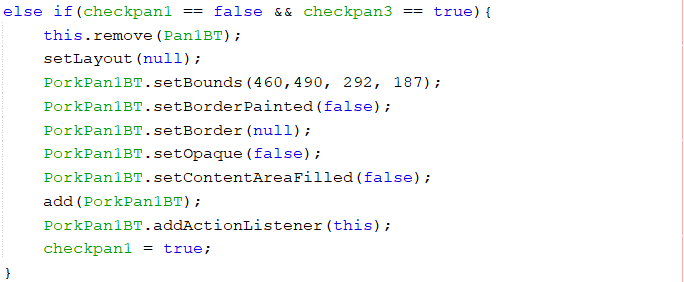 else if(checkpan1 == false && checkpan3 == true){
this.remove(Pan1BT);
setLayout(null);
PorkPan1BT.setBounds(460,490, 292, 187);
PorkPan1BT.setBorderPainted(false);
PorkPan1BT.setBorder(null);
PorkPan1BT.setOpaque(false);
PorkPan1BT.setContentAreaFilled(false);
add(PorkPan1BT);
PorkPan1BT.addActionListener(this);
checkpan1 = true;
}